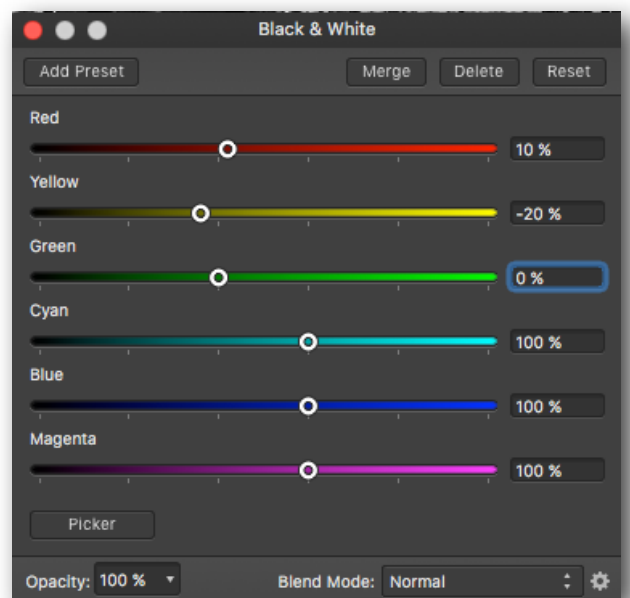 Black & White
Add Preset Merge Delete Reset
Red
10 %
Yellow
-20 %
Green
0 %
Cyan
100 %
Blue
100 %
Magenta
100 %
Picker
Opacity: 100 % Blend Mode: Normal